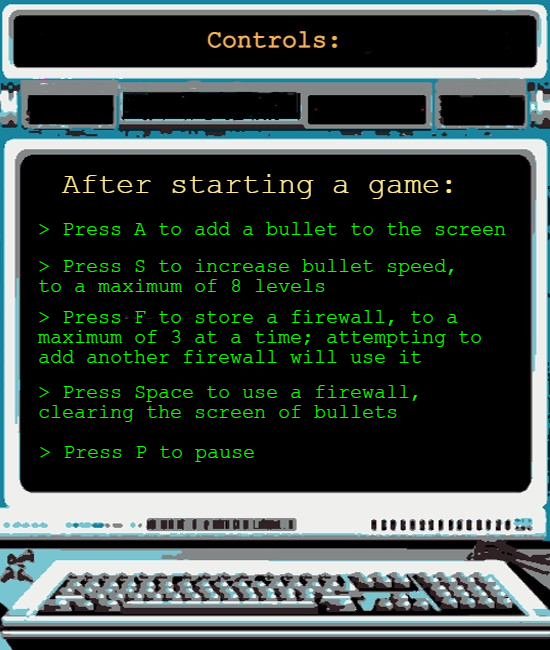 Controls:
After starting a game:
> Press A to add a bullet to the screen
> Press S to increase bullet speed,
to a maximum of 8 levels
> Press F to store a firewall, to a
maximum of 3 at a time; attempting to
add another firewall will use it
> Press Space to use a firewall,
clearing the screen of bullets
> Press P to pause